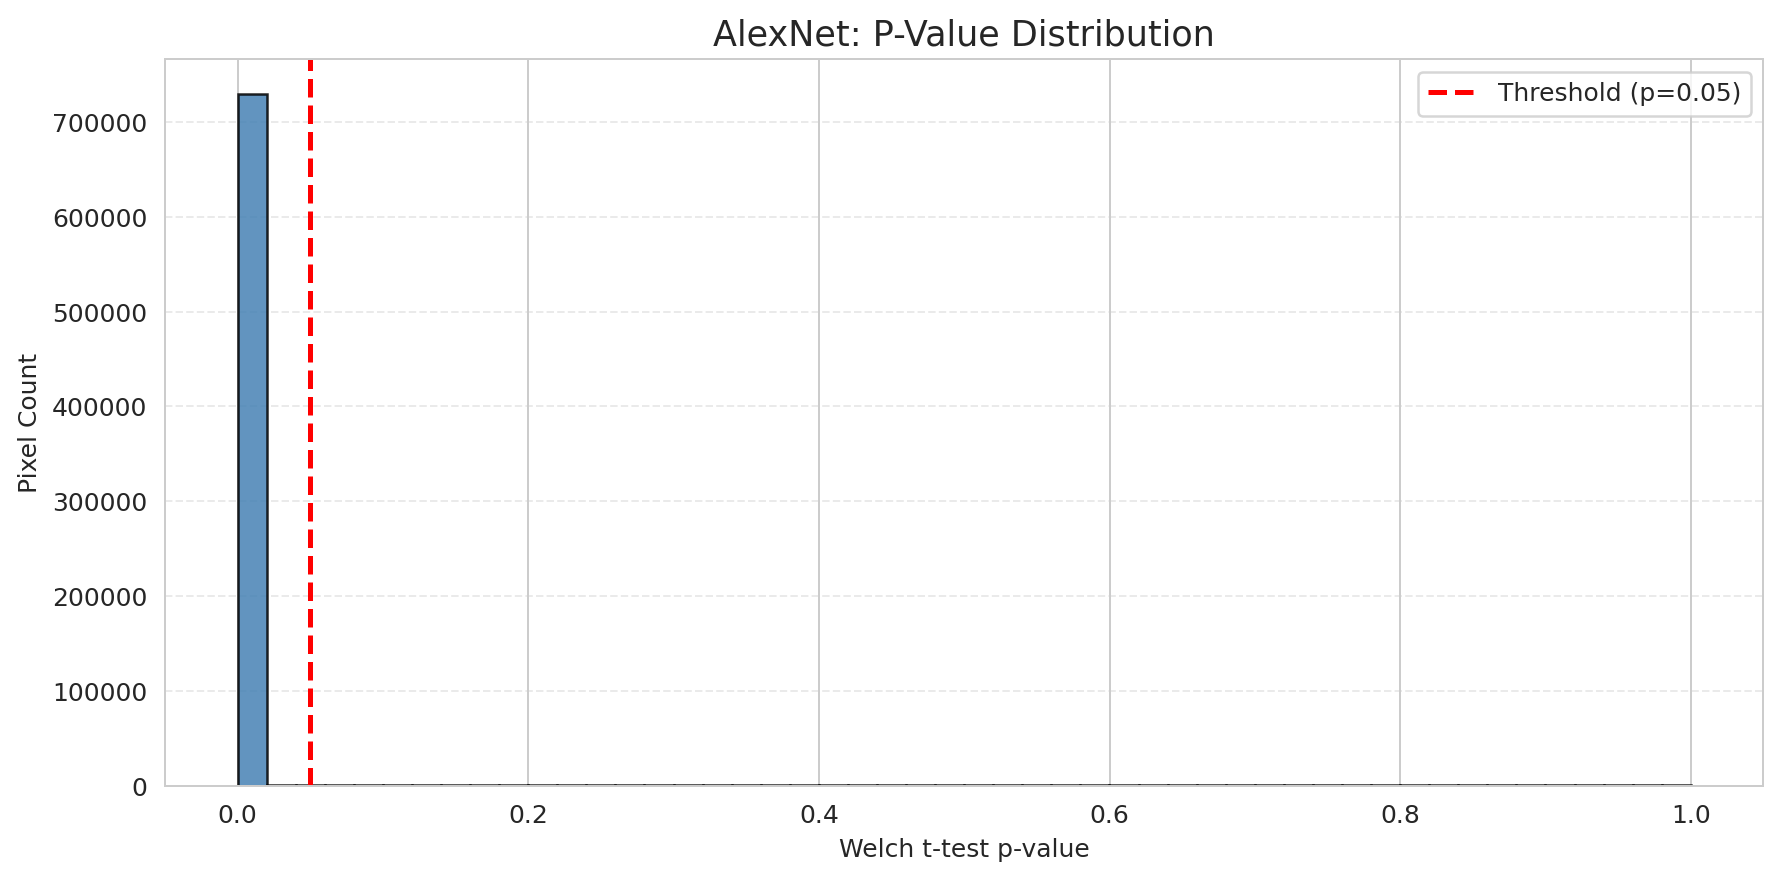 AlexNet: P-Value Distribution
Threshold (p=0.05)
Pixel Count
700000
600000
500000
400000
300000
200000
100000
0
0.0 0.2 0.4 0.6 0.8 1.0
Welch t-test p-value